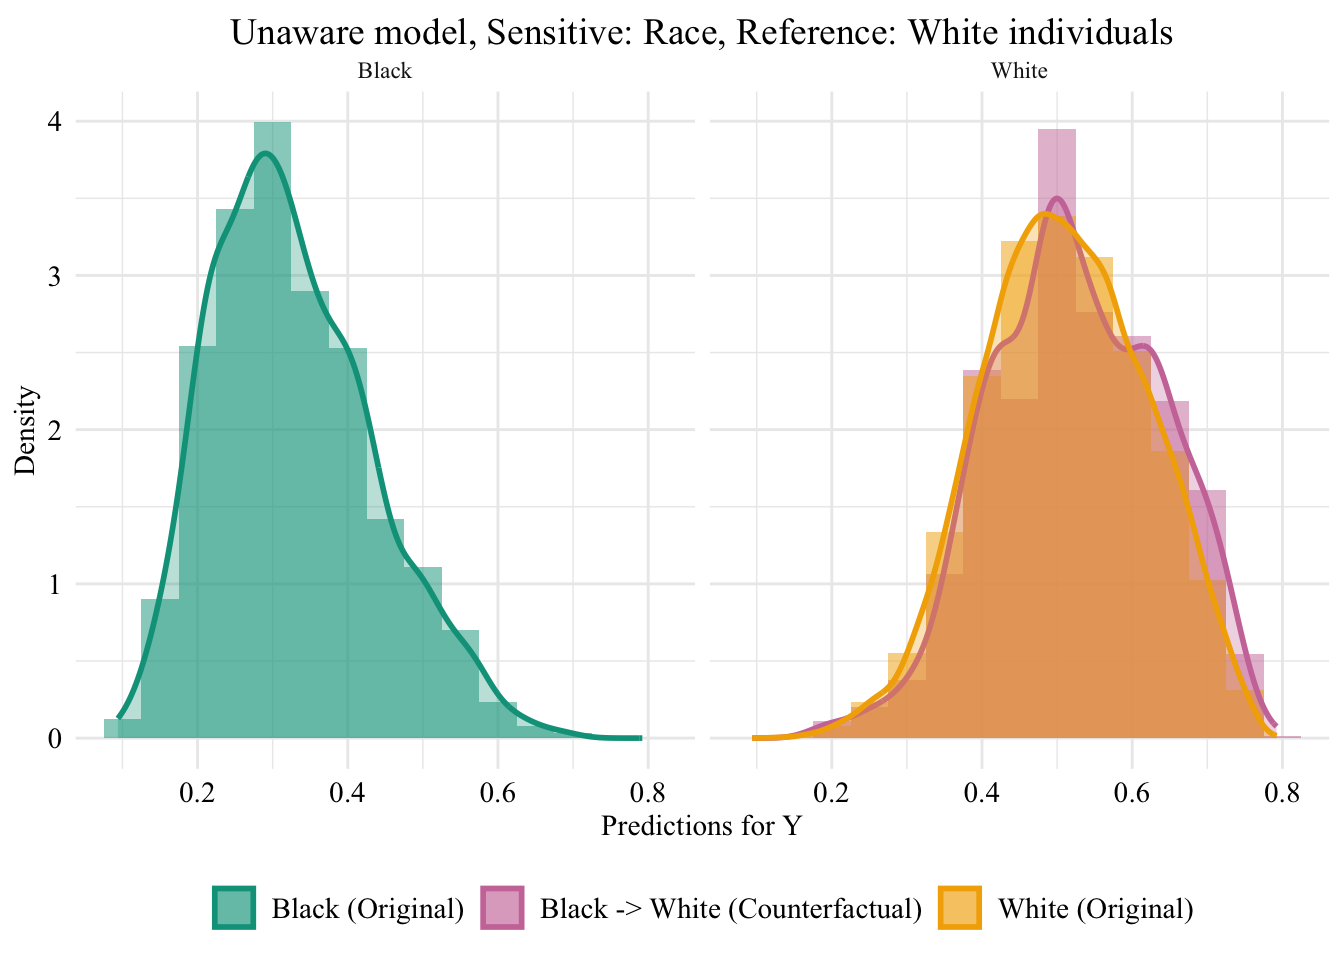 Unaware model, Sensitive: Race, Reference: White individuals
Black White
4
3
2
1
0
Density
0.2 0.4 0.6 0.8 0.2 0.4 0.6 0.8
Predictions for Y
Black (Original) Black -> White (Counterfactual) White (Original)